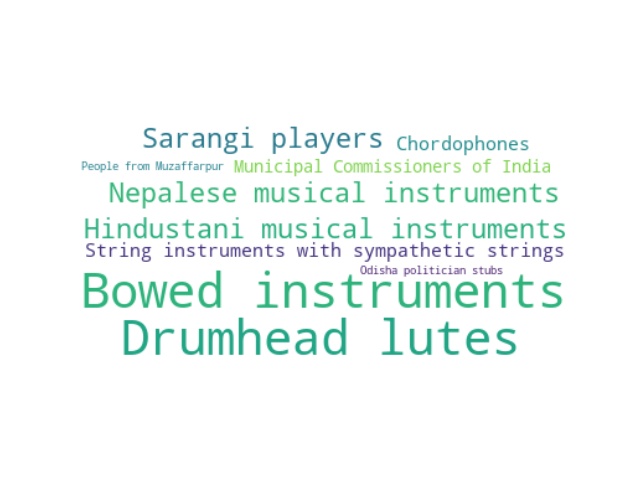 Sarangi players
Chordophones
People from Muzaffarpur
Municipal Commissioners of India
Nepalese musical instruments
Hindustani musical instruments
String instruments with sympathetic strings
Odisha politician stubs
Bowed instruments
Drumhead lutes